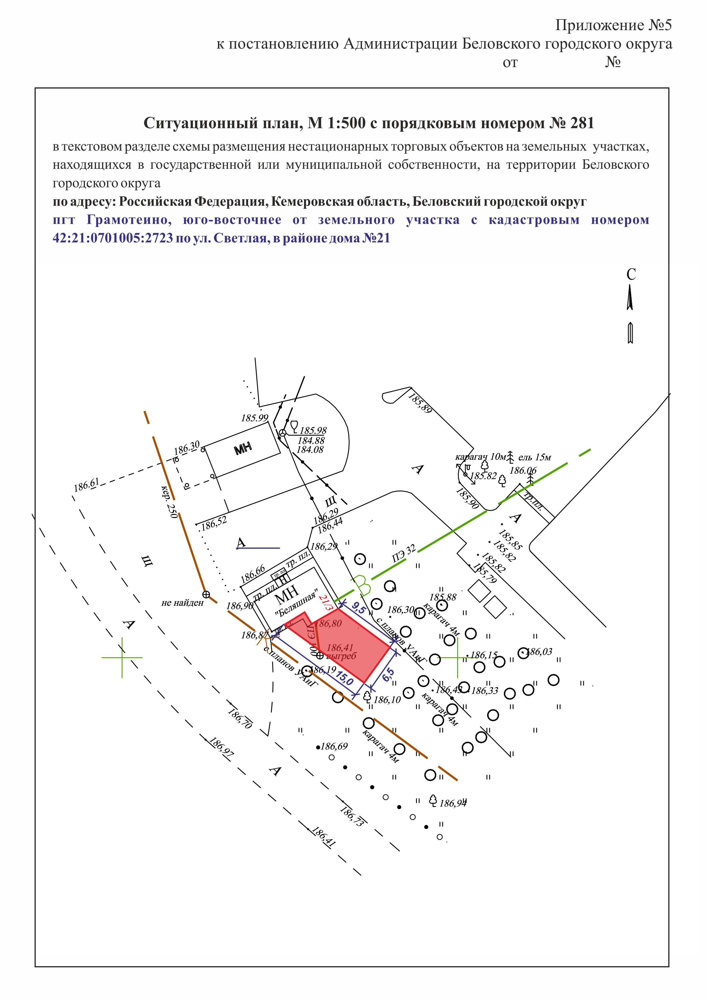 Приложение №5
к постановлению Администрации Беловского городского округа
от №
Ситуационный план, М 1:500 с порядковым номером № 281
в текстовом разделе схемы размещения нестационарных торговых объектов на земельных участках,
находящихся в государственной или муниципальной собственности, на территории Беловского
городского округа
по адресу: Российская Федерация, Кемеровская область, Беловский городской округ
пгт Грамотеино, юго-восточнее от земельного участка с кадастровым номером
42:21:0701005:2723 по ул. Светлая, в районе дома №21
С
185,89
185.99
185.98
184.88
184.08
МН
186.30
карагач 10м
ель 15м
186.06
185.82
А
186.61
кер. 250
185,90
тр.пл.
Щ
186,29
186,44
186,52
А
185,85
185,82
185,82
185,79
А
186,29
ПЭ 32
Щ
тр. пл.
186,66
тр. пл.
Н
тр. пл.
МН
"Беляшная"
21/3
не найден
186,90
9,5
185.88
186,30
карагач 4м
186,80
тр. пл.
А
186,8
ПЭ 100
с планов УАиГ
186,41
выгреб
с планов УАиГ
186,15
186,03
186,19
15,0
6,5
186,43
186,33
186,10
карагач 4м
186,70
карагач 4м
186,97
186,69
А
186,94
186,73
186,41